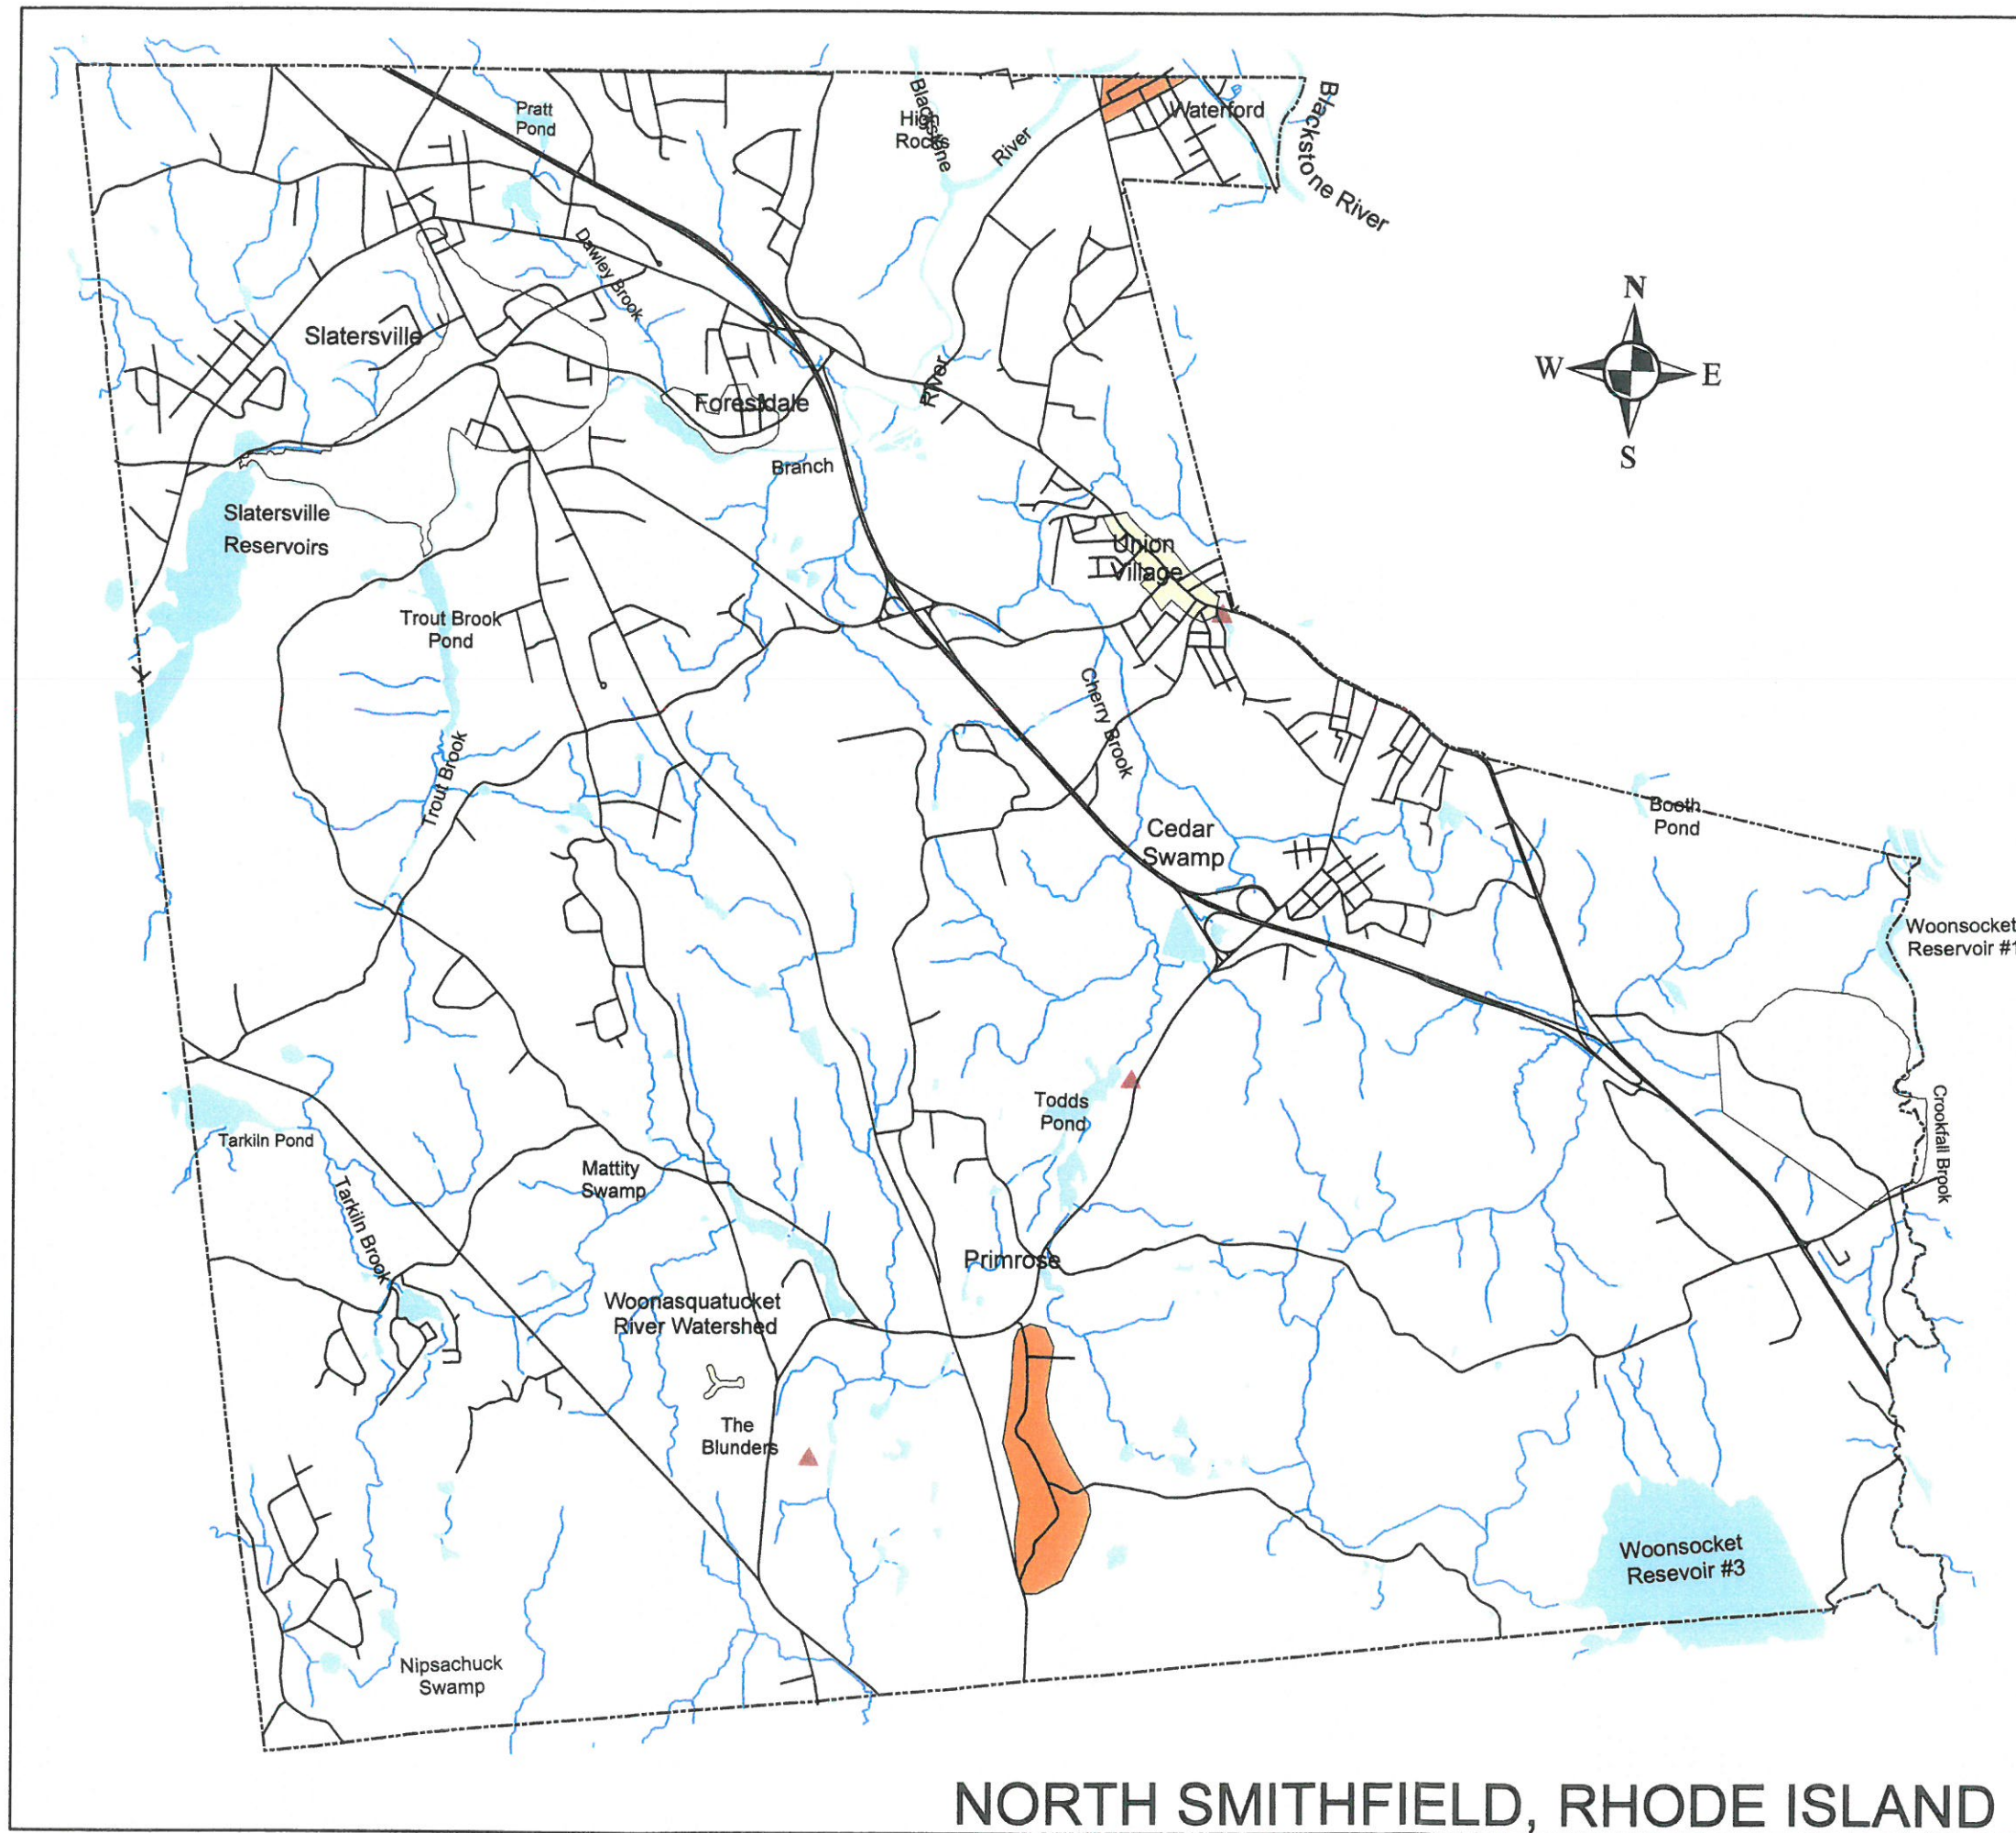 Pratt
Pond
Blackstone
High
Rocks
River
Waterford
Blackstone River
Dawley Brook
N
W
E
S
Slatersville
Forestdale
River
Branch
Slatersville
Reservoirs
Union
Village
Trout Brook
Pond
Cherry Brook
Trout Brook
Booth
Pond
Cedar
Swamp
Woonsocket
Reservoir #1
Todds
Pond
Crookfall Brook
Tarkiln Pond
Mattity
Swamp
Tarkiln Brook
Primrose
Woonasquatucket
River Watershed
The
Blunders
Woonsocket
Resevoir #3
Nipsachuck
Swamp
NORTH SMITHFIELD, RHODE ISLAND